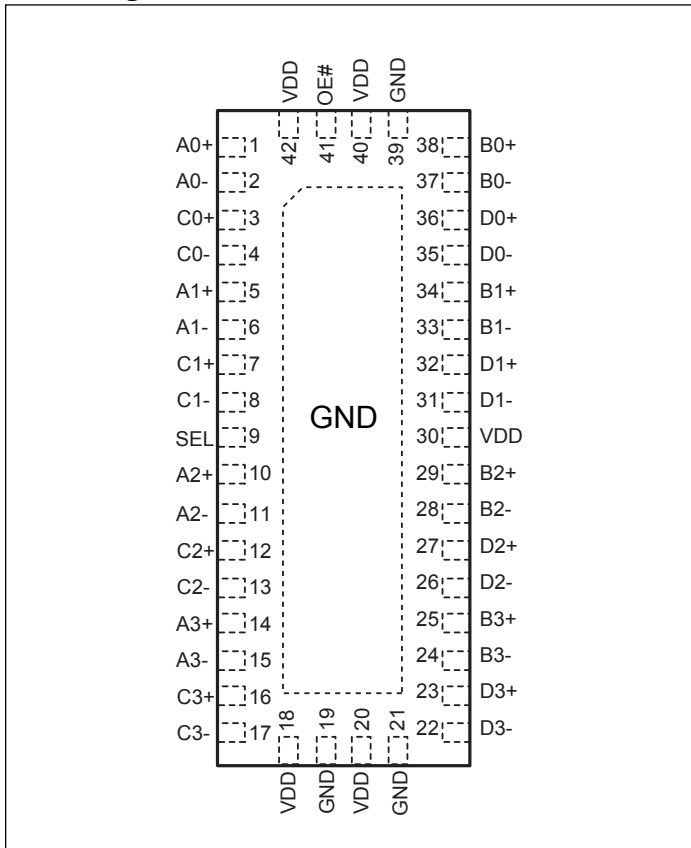 VDD OE# VDD GND
42 41 40 39
A0+ 1 38 B0+
A0- 2 37 B0-
C0+ 3 36 D0+
C0- 4 35 D0-
A1+ 5 34 B1+
A1- 6 33 B1-
C1+ 7 32 D1+
C1- 8 31 D1-
GND
SEL 9 30 VDD
A2+ 10 29 B2+
A2- 11 28 B2-
C2+ 12 27 D2+
C2- 13 26 D2-
A3+ 14 25 B3+
A3- 15 24 B3-
C3+ 16 23 D3+
C3- 17 22 D3-
18 19 20 21
VDD GND VDD GND